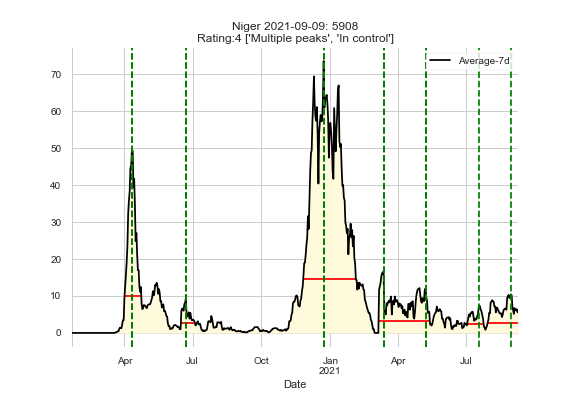 Niger 2021-09-09: 5908
Rating:4 ['Multiple peaks', 'In control']
Average-7d
70
60
50
40
30
20
10
0
Apr
Jul
Oct
Jan
2021
Apr
Jul
Date